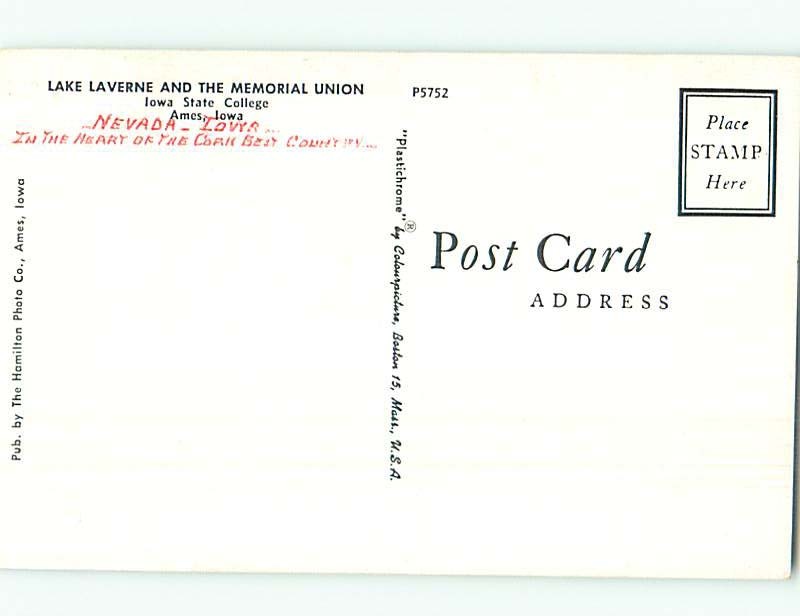 LAKE LAVERNE AND THE MEMORIAL UNION
Iowa State College
Ames, Iowa
..NEVADA - IOWA...
IN THE HEART OF THE CORN BELT COUNTRY...
Pub. by The Hamilton Photo Co., Ames, Iowa
P5752
"Plastichrome"® by Colourpicture, Boston 15, Mass., U.S.A.
Place
STAMP
Here
Post Card
ADDRESS